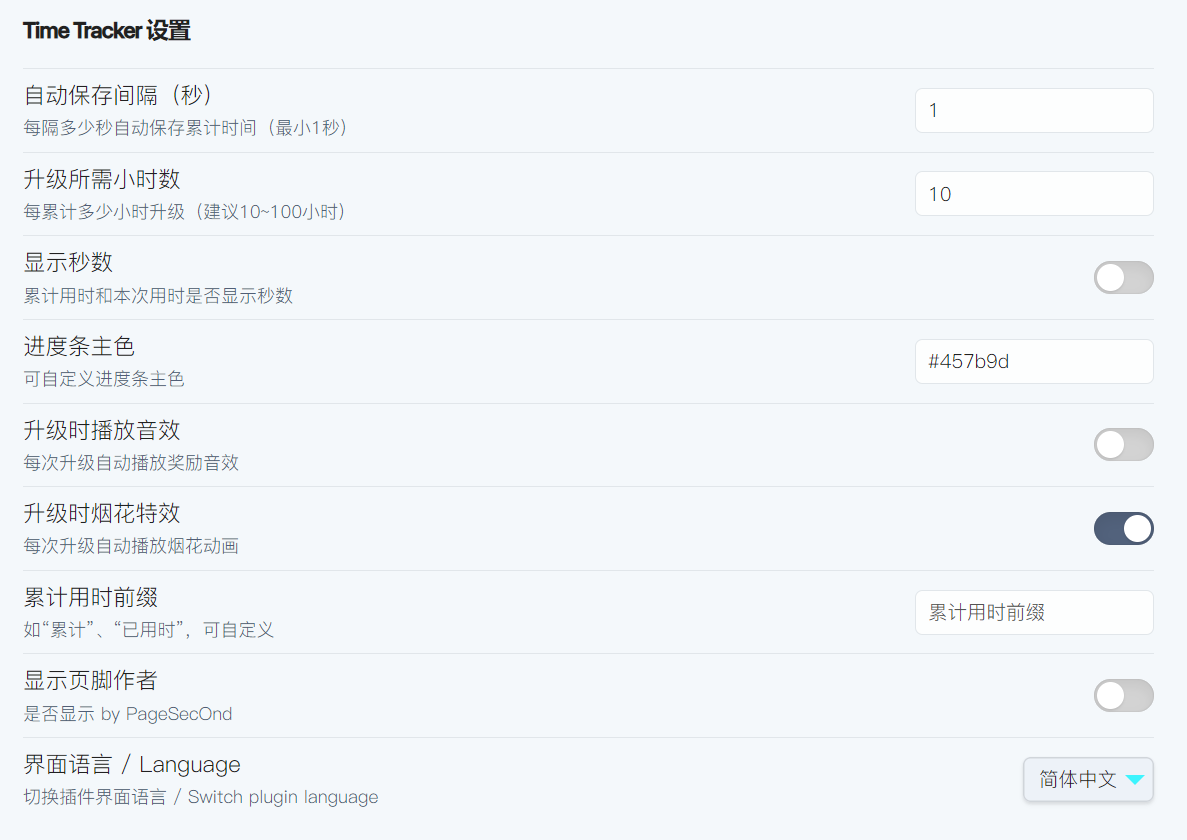 Time Tracker 设置
自动保存间隔（秒）
每隔多少秒自动保存累计时间（最小1秒）
1
升级所需小时数
每累计多少小时升级（建议10~100小时）
10
显示秒数
累计用时和本次用时是否显示秒数
进度条主色
可自定义进度条主色
#457b9d
升级时播放音效
每次升级自动播放奖励音效
升级时烟花特效
每次升级自动播放烟花动画
累计用时前缀
如“累计”、“已用时”，可自定义
累计用时前缀
显示页脚作者
是否显示 by PageSecOnd
界面语言 / Language
切换插件界面语言 / Switch plugin language
简体中文